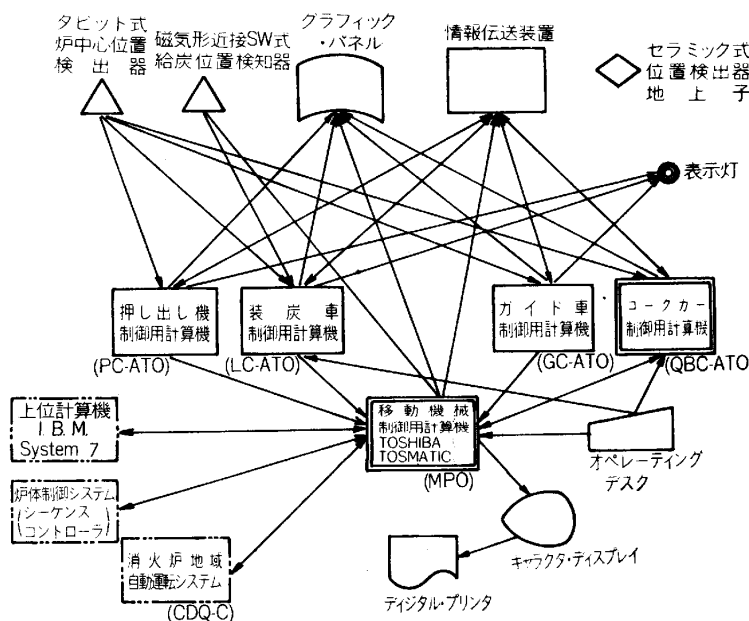 タビット式
炉中心位置
検出器
磁気形近接SW式
給炭位置検知器
グラフィック
・パネル
情報伝送装置
セラミック式
位置検出器
地上子
表示灯
押し出し機
制御用計算機
(PC-ATO)
装炭車
制御用計算機
(LC-ATO)
ガイド車
制御用計算機
(GC-ATO)
コークカー
制御用計算機
(QBC-ATO)
上位計算機
I.B.M.
System 7
移動機械
制御用計算機
TOSHIBA
TOSMATIC
(MPO)
オペレーティング
デスク
炉体制御システム
(シーケンス
コントローラ)
消火炉地域
自動運転システム
(CDQ-C)
キャラクタ・ディスプレイ
ディジタル・プリンタ